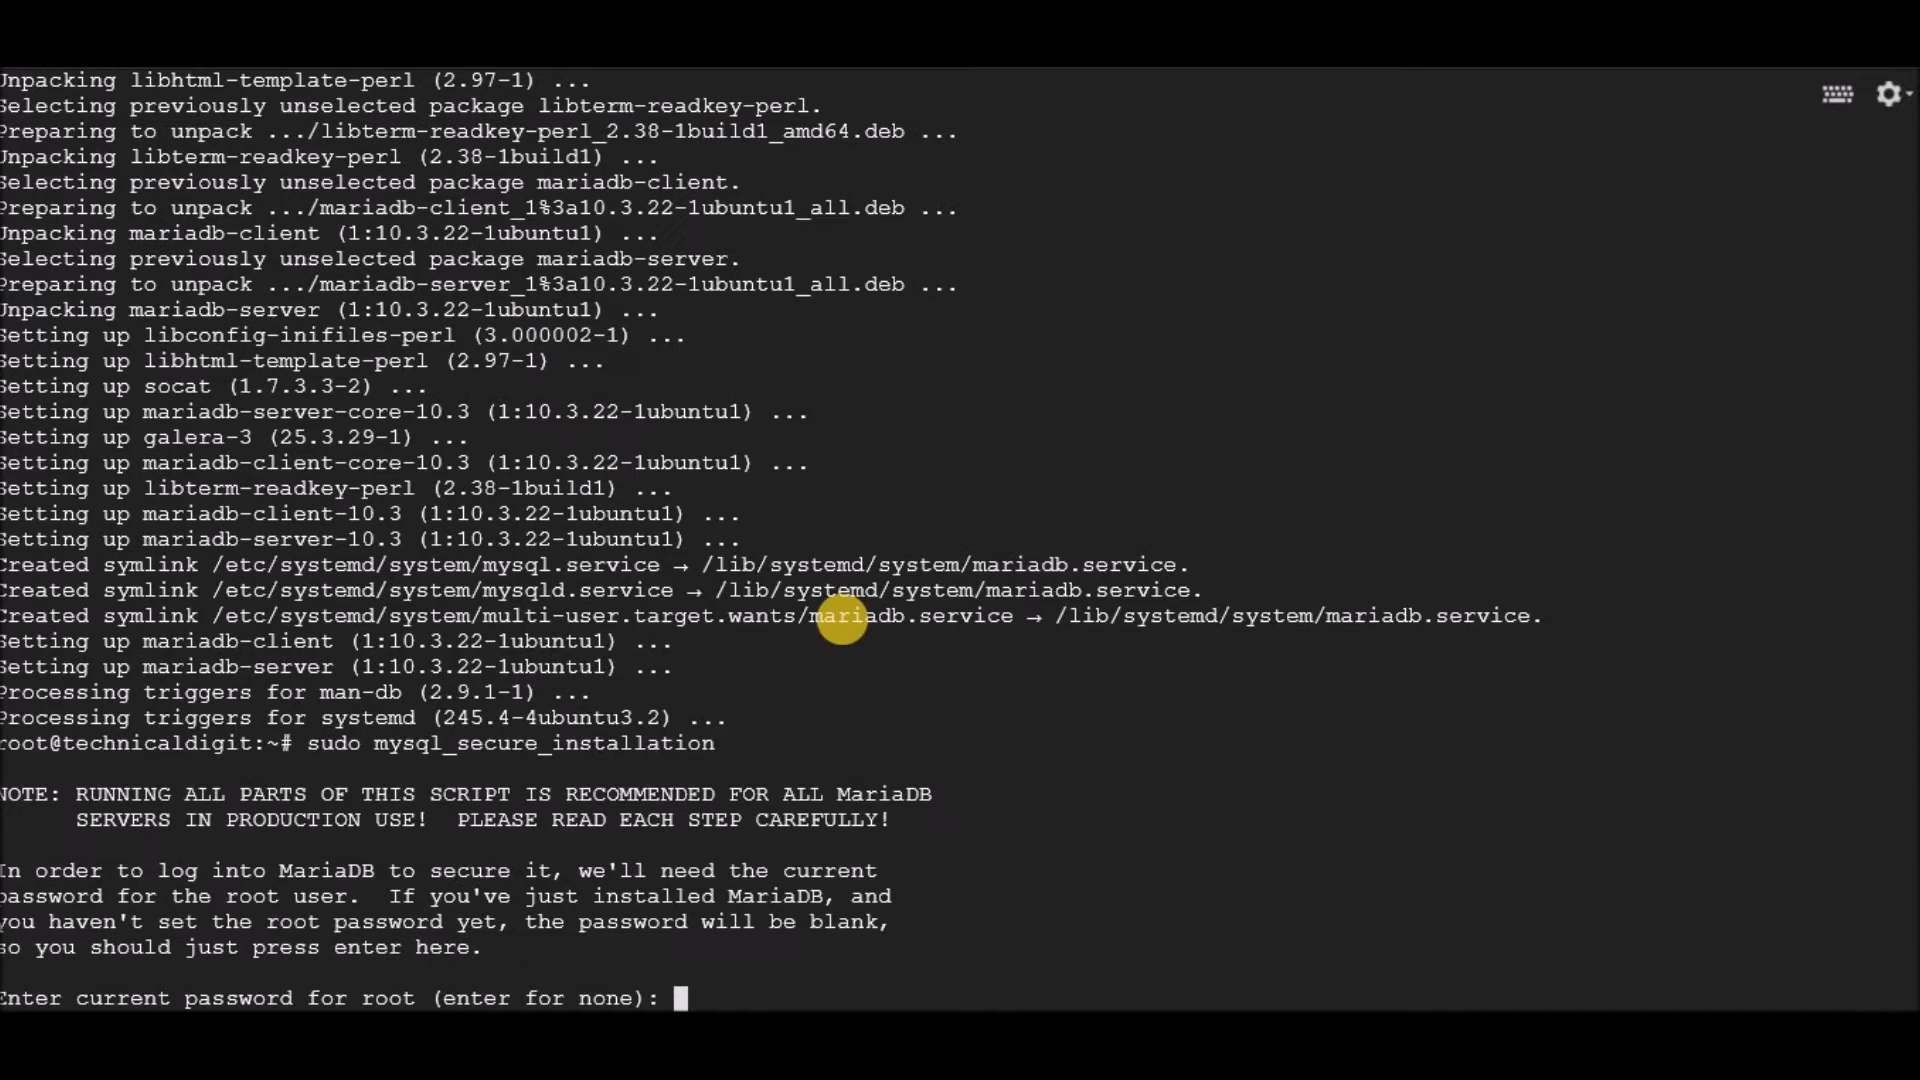 Unpacking libhtml-template-perl (2.97-1) ...
Selecting previously unselected package libterm-readkey-perl.
Preparing to unpack .../libterm-readkey-perl_2.38-1build1_amd64.deb ...
Unpacking libterm-readkey-perl (2.38-1build1) ...
Selecting previously unselected package mariadb-client.
Preparing to unpack .../mariadb-client_1%3a10.3.22-1ubuntu1_all.deb ...
Unpacking mariadb-client (1:10.3.22-1ubuntu1) ...
Selecting previously unselected package mariadb-server.
Preparing to unpack .../mariadb-server_1%3a10.3.22-1ubuntu1_all.deb ...
Unpacking mariadb-server (1:10.3.22-1ubuntu1) ...
Setting up libconfig-inifiles-perl (3.000002-1) ...
Setting up libhtml-template-perl (2.97-1) ...
Setting up socat (1.7.3.3-2) ...
Setting up mariadb-server-core-10.3 (1:10.3.22-1ubuntu1) ...
Setting up galera-3 (25.3.29-1) ...
Setting up mariadb-client-core-10.3 (1:10.3.22-1ubuntu1) ...
Setting up libterm-readkey-perl (2.38-1build1) ...
Setting up mariadb-client-10.3 (1:10.3.22-1ubuntu1) ...
Setting up mariadb-server-10.3 (1:10.3.22-1ubuntu1) ...
Created symlink /etc/systemd/system/mysql.service → /lib/systemd/system/mariadb.service.
Created symlink /etc/systemd/system/mysqld.service → /lib/systemd/system/mariadb.service.
Created symlink /etc/systemd/system/multi-user.target.wants/mariadb.service → /lib/systemd/system/mariadb.service.
Setting up mariadb-client (1:10.3.22-1ubuntu1) ...
Setting up mariadb-server (1:10.3.22-1ubuntu1) ...
Processing triggers for man-db (2.9.1-1) ...
Processing triggers for systemd (245.4-4ubuntu3.2) ...
root@technicaldigit:~# sudo mysql_secure_installation
NOTE: RUNNING ALL PARTS OF THIS SCRIPT IS RECOMMENDED FOR ALL MariaDB
SERVERS IN PRODUCTION USE!  PLEASE READ EACH STEP CAREFULLY!
In order to log into MariaDB to secure it, we'll need the current
password for the root user.  If you've just installed MariaDB, and
you haven't set the root password yet, the password will be blank,
so you should just press enter here.
Enter current password for root (enter for none):